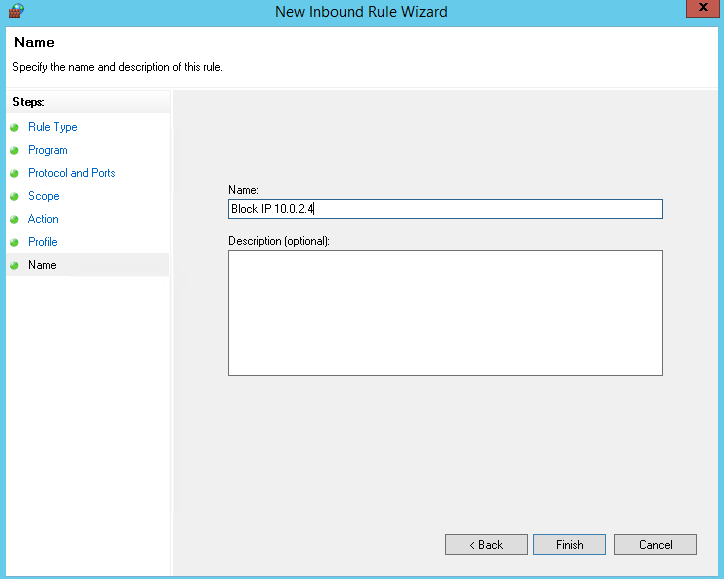 New Inbound Rule Wizard
x
Name
Specify the name and description of this rule.
Steps:
Rule Type
Program
Protocol and Ports
Scope
Action
Profile
Name
Name:
Block IP 10.0.2.4
Description (optional):
< Back
Finish
Cancel